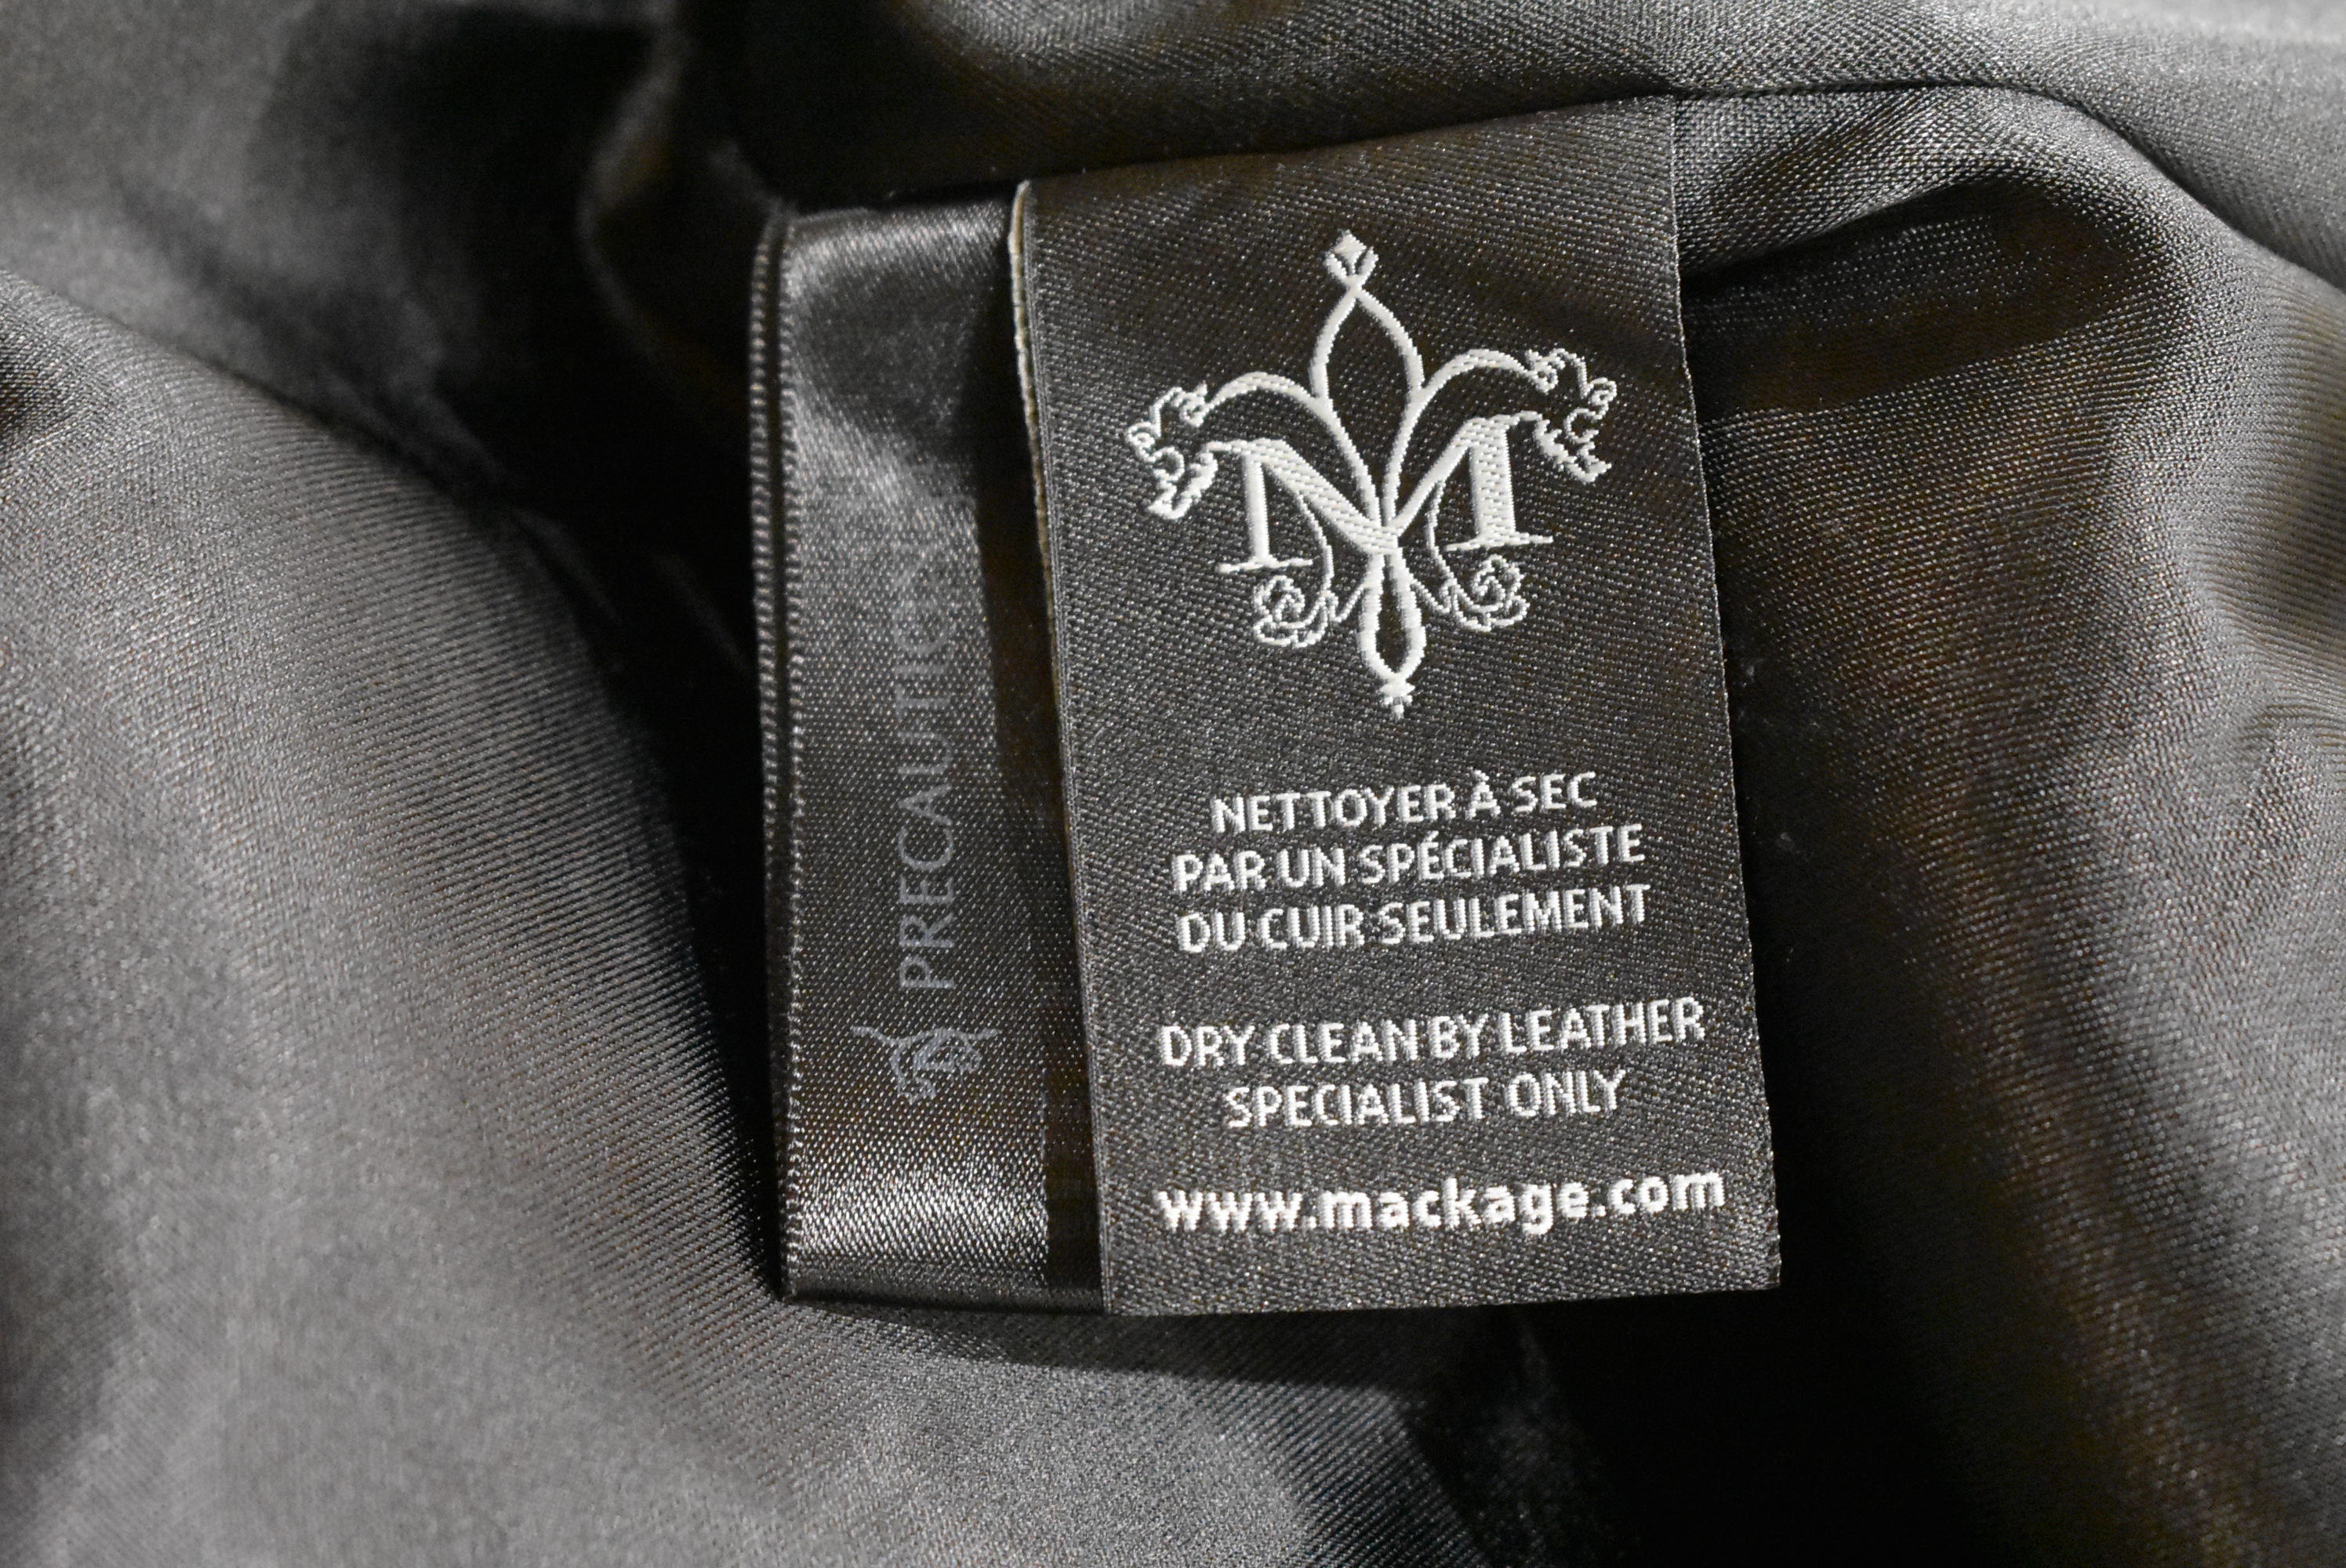 M
NETTOYER À SEC
PAR UN SPÉCIALISTE
DU CUIR SEULEMENT
DRY CLEAN BY LEATHER
SPECIALIST ONLY
www.mackage.com